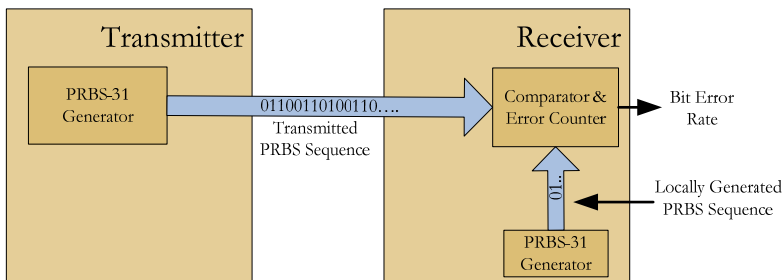 Transmitter
Receiver
PRBS-31
Generator
01100110100110....
Transmitted
PRBS Sequence
Comparator &
Error Counter
Bit Error
Rate
01..
Locally Generated
PRBS Sequence
PRBS-31
Generator